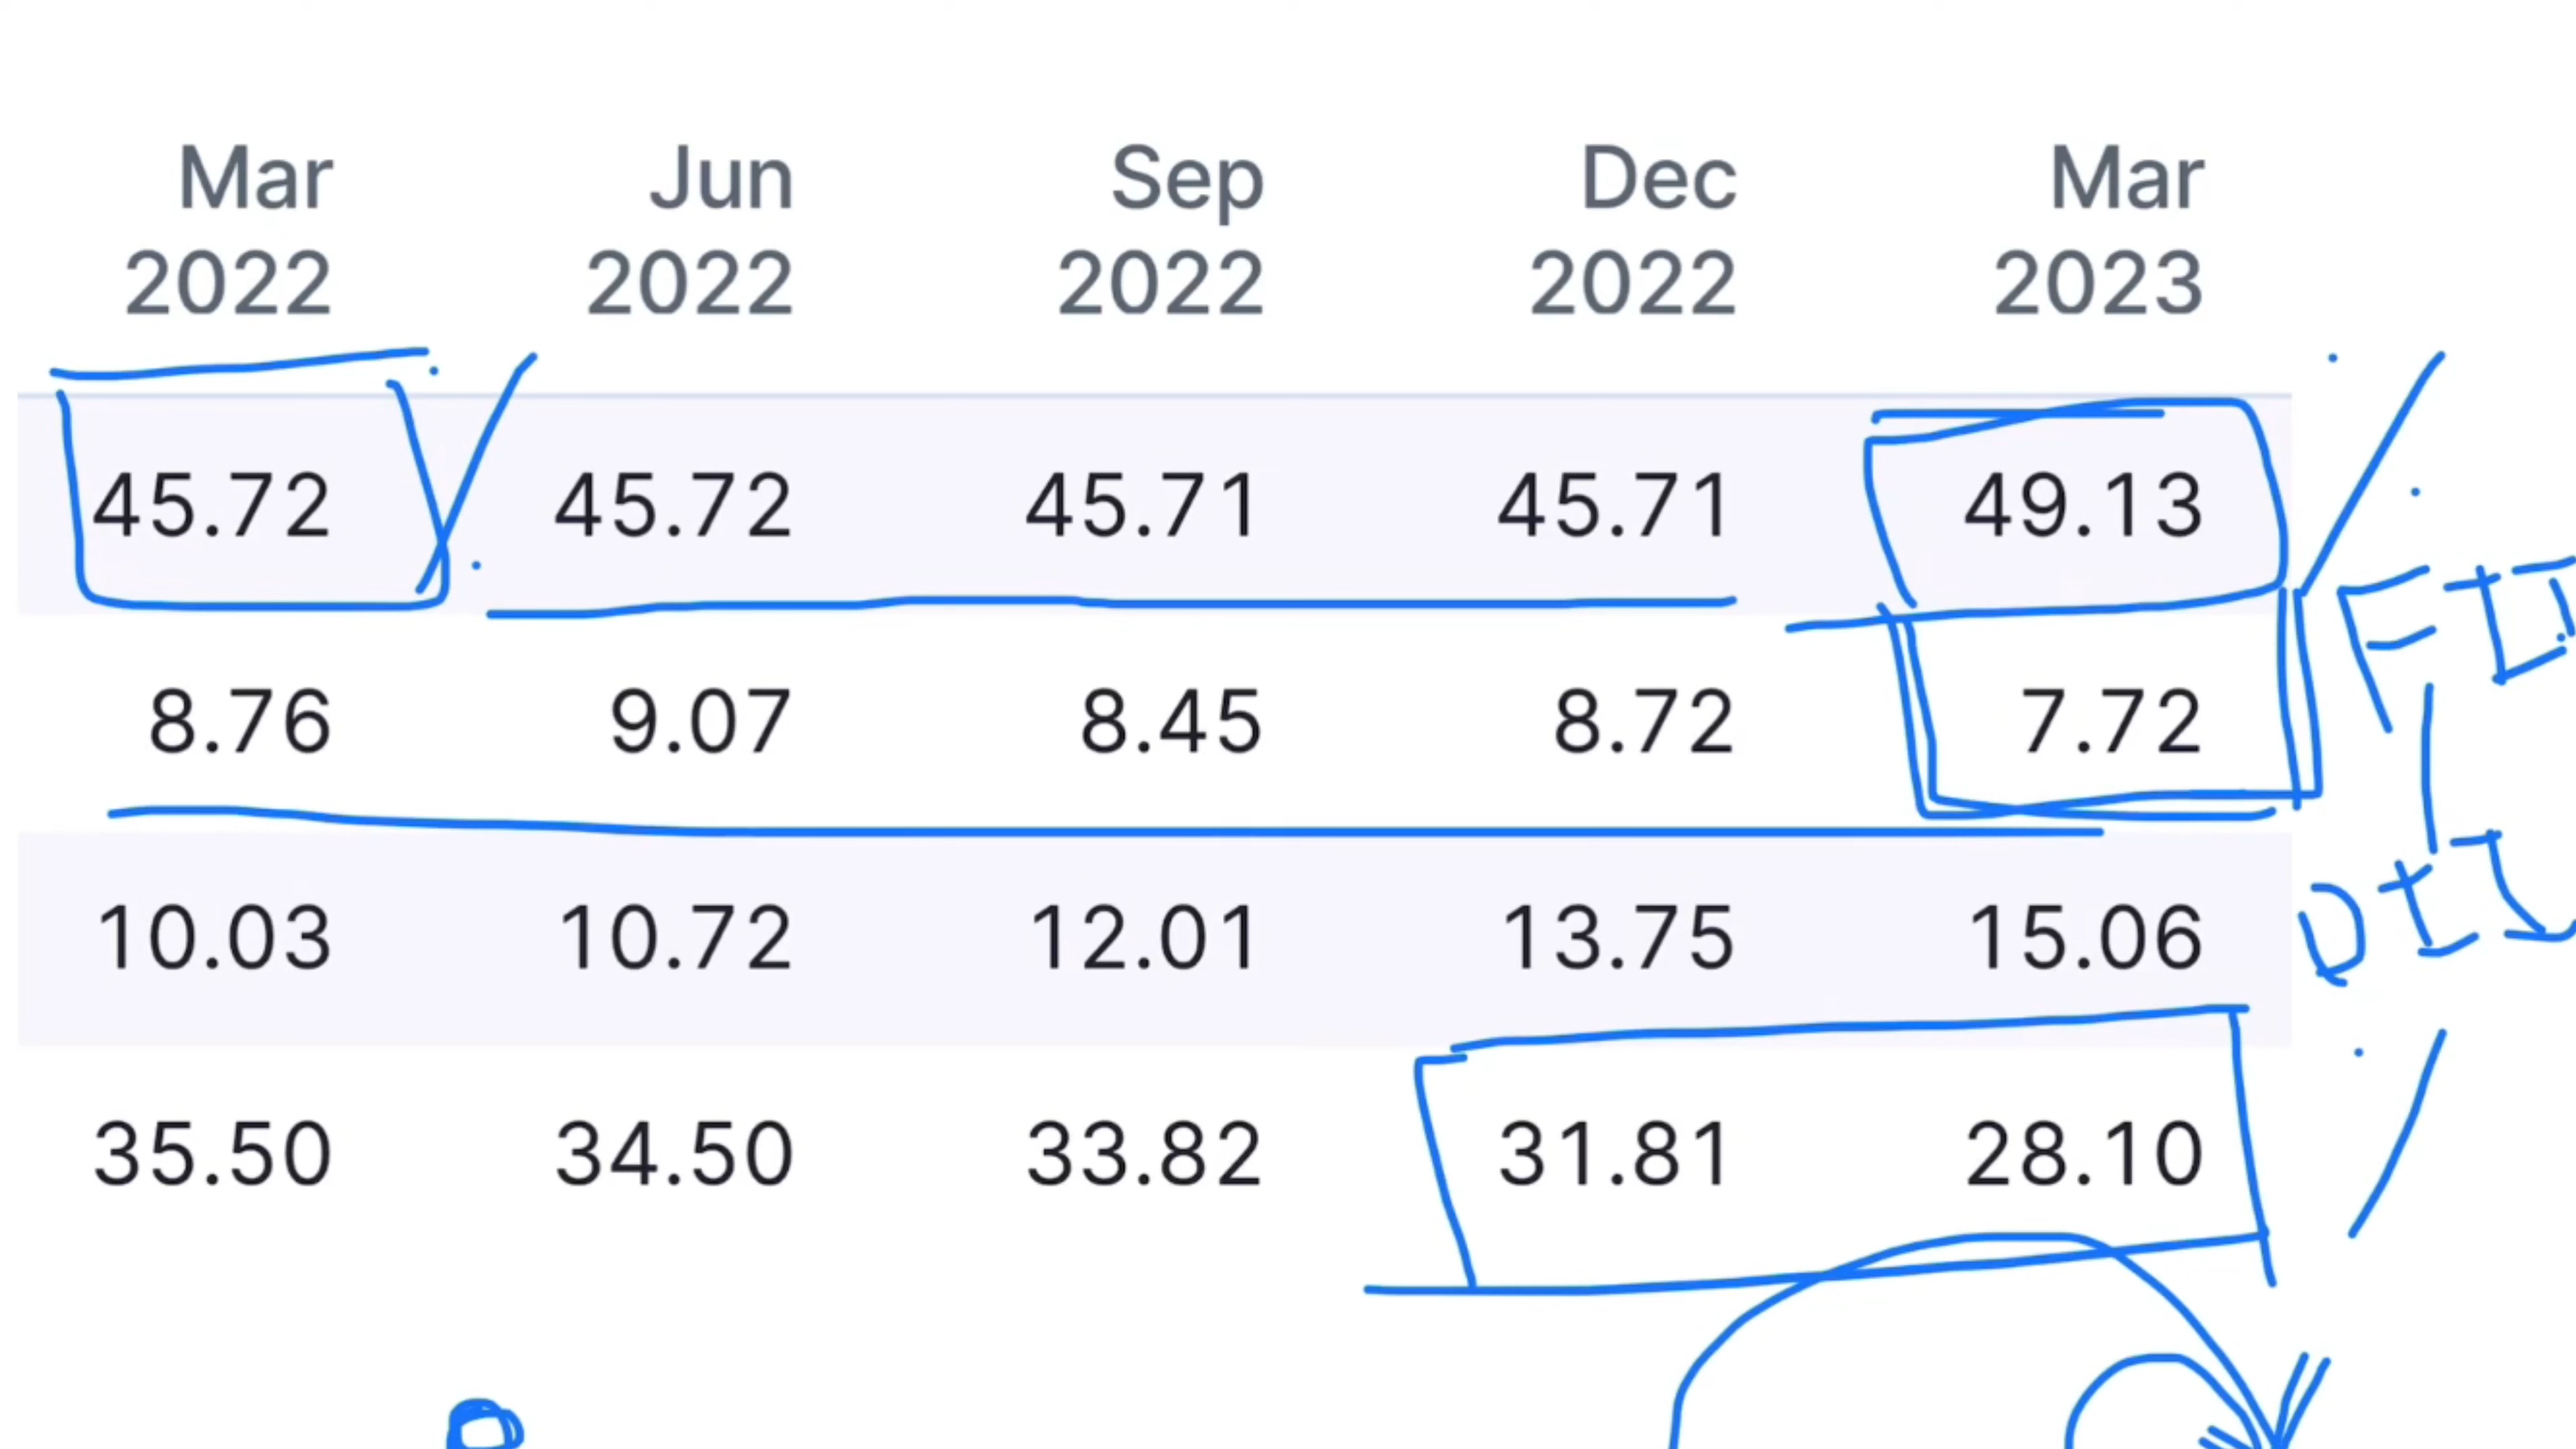 Mar Jun Sep Dec Mar
2022 2022 2022 2022 2023
45.72 45.72 45.71 45.71 49.13
8.76 9.07 8.45 8.72 7.72
10.03 10.72 12.01 13.75 15.06
35.50 34.50 33.82 31.81 28.10
DII